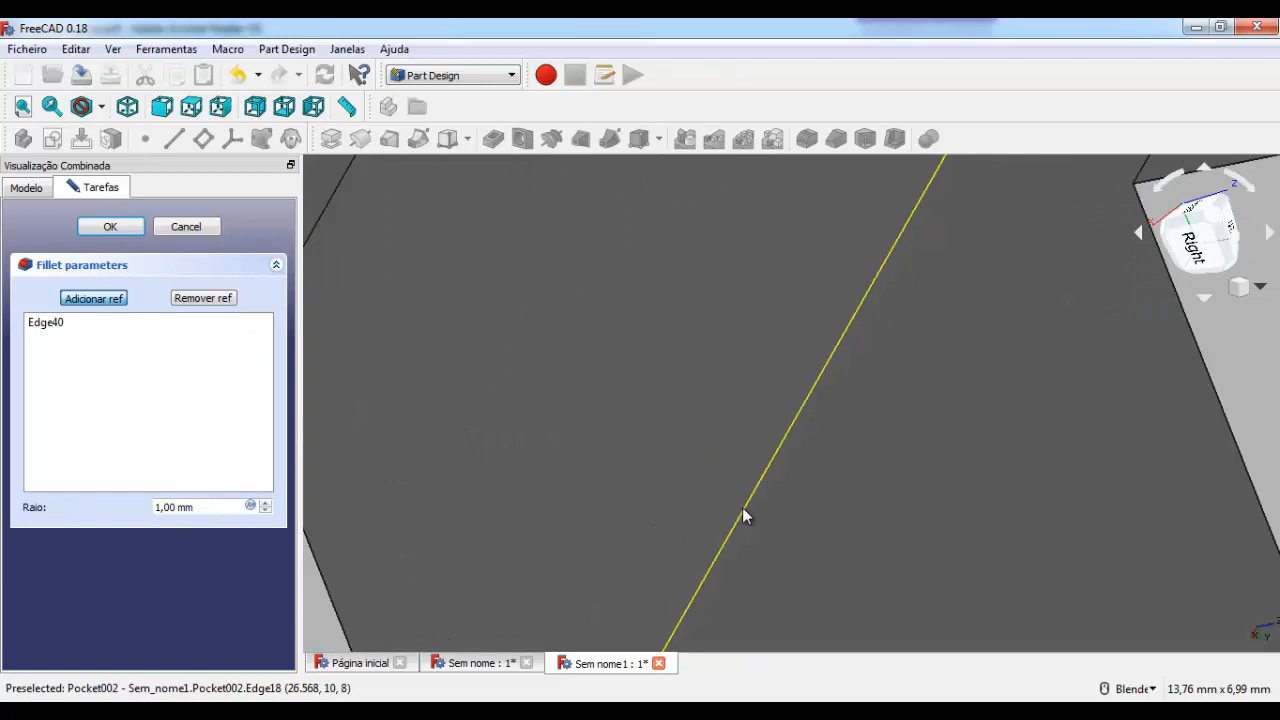 FreeCAD 0.18
Ficheiro Editar Ver Ferramentas Macro Part Design Janelas Ajuda
Part Design
Visualização Combinada
Modelo Tarefas
OK Cancel
Fillet parameters
Adicionar ref Remover ref
Edge40
Raio: 1,00 mm
Z
Right
Página inicial Sem nome : 1* Sem nome1 : 1*
Preselected: Pocket002 - Sem_nome1.Pocket002.Edge18 (26.568, 10, 8) Blende 13,76 mm x 6,99 mm